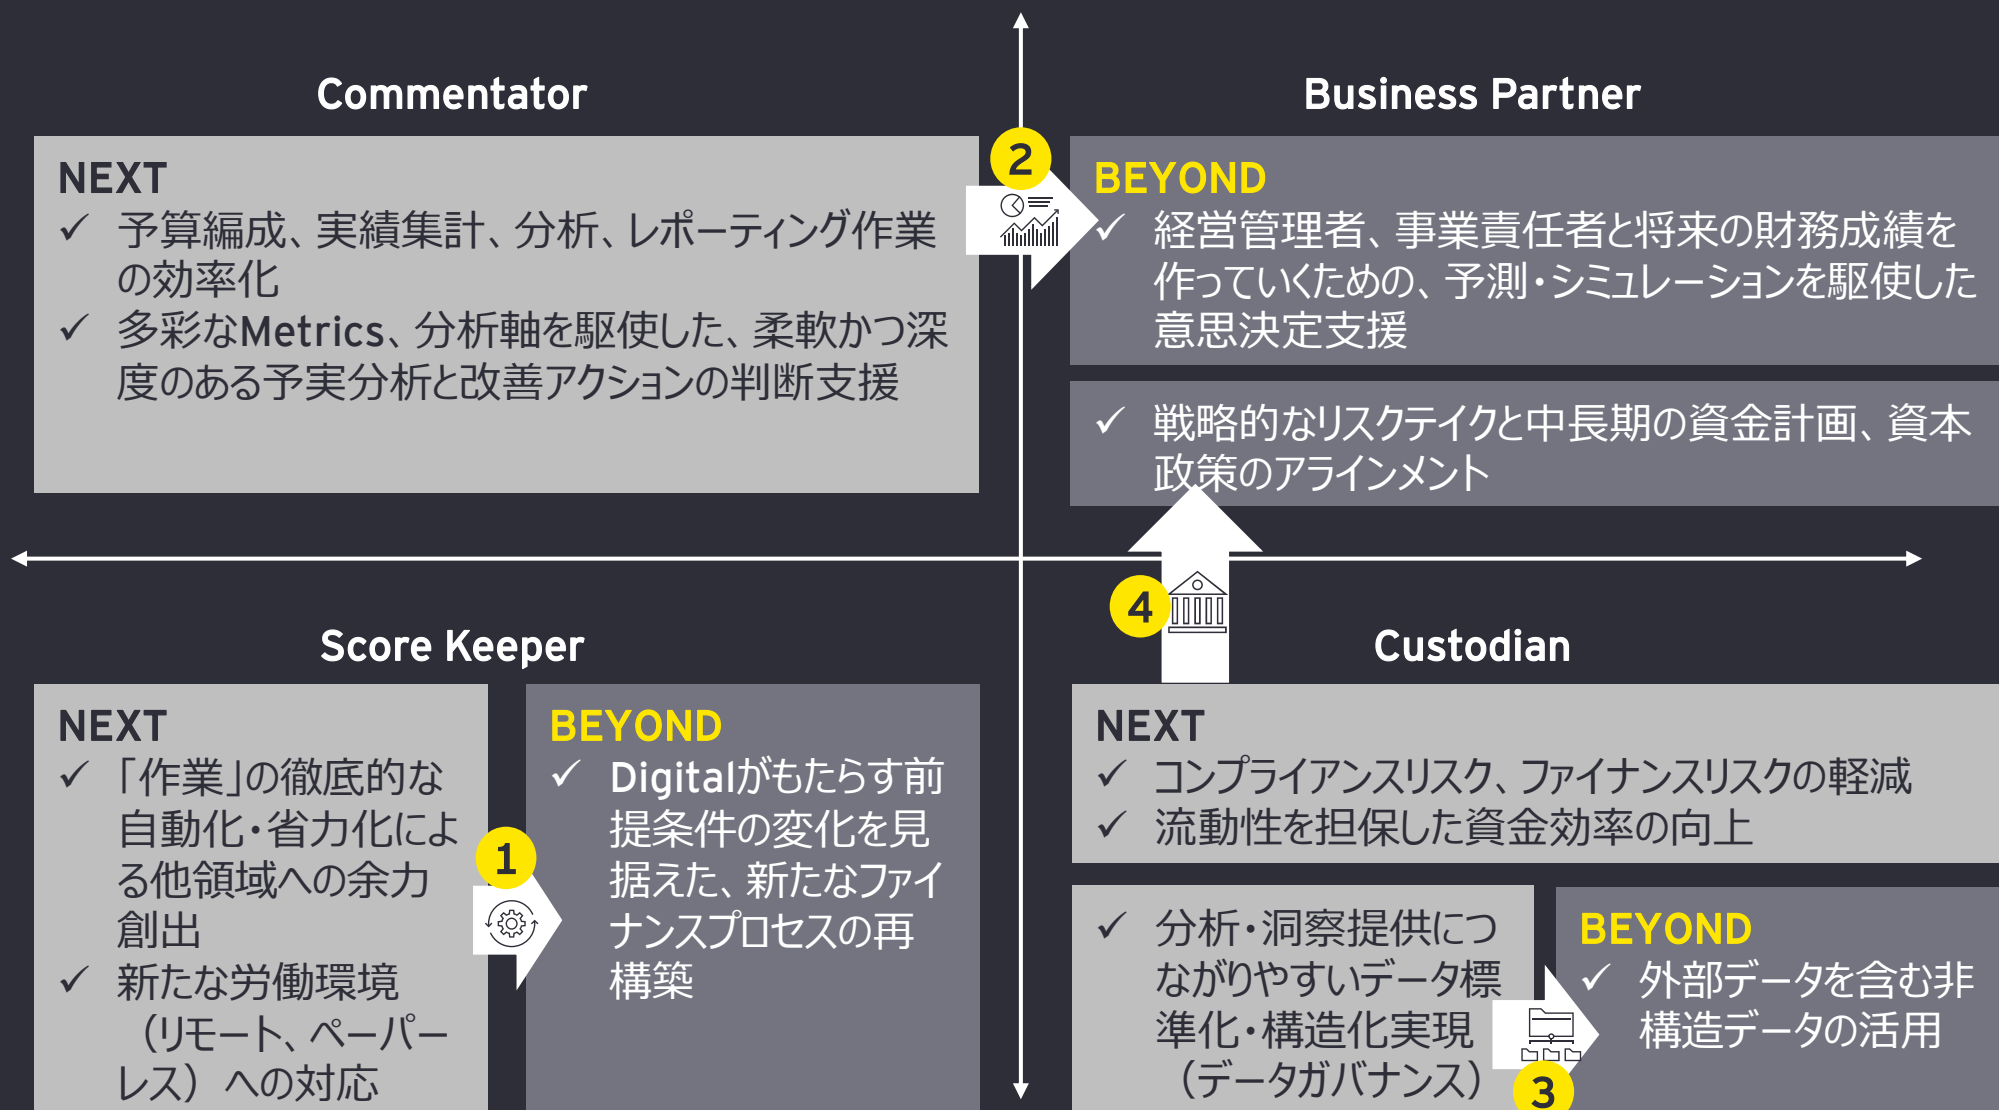 Commentator
NEXT
✓ 予算編成、実績集計、分析、レポーティング作業
の効率化
✓ 多彩なMetrics、分析軸を駆使した、柔軟かつ深
度のある予実分析と改善アクションの判断支援
2
Business Partner
BEYOND
✓ 経営管理者、事業責任者と将来の財務成績を
作っていくための、予測・シミュレーションを駆使した
意思決定支援
✓ 戦略的なリスクテイクと中長期の資金計画、資本
政策のアラインメント
4
Score Keeper
NEXT
✓ 「作業」の徹底的な
自動化・省力化によ
る他領域への余力
創出
✓ 新たな労働環境
（リモート、ペーパー
レス）への対応
1
BEYOND
✓ Digitalがもたらす前
提条件の変化を見
据えた、新たなファイ
ナンスプロセスの再
構築
Custodian
NEXT
✓ コンプライアンスリスク、ファイナンスリスクの軽減
✓ 流動性を担保した資金効率の向上
✓ 分析・洞察提供につ
ながりやすいデータ標
準化・構造化実現
（データガバナンス）
3
BEYOND
✓ 外部データを含む非
構造データの活用